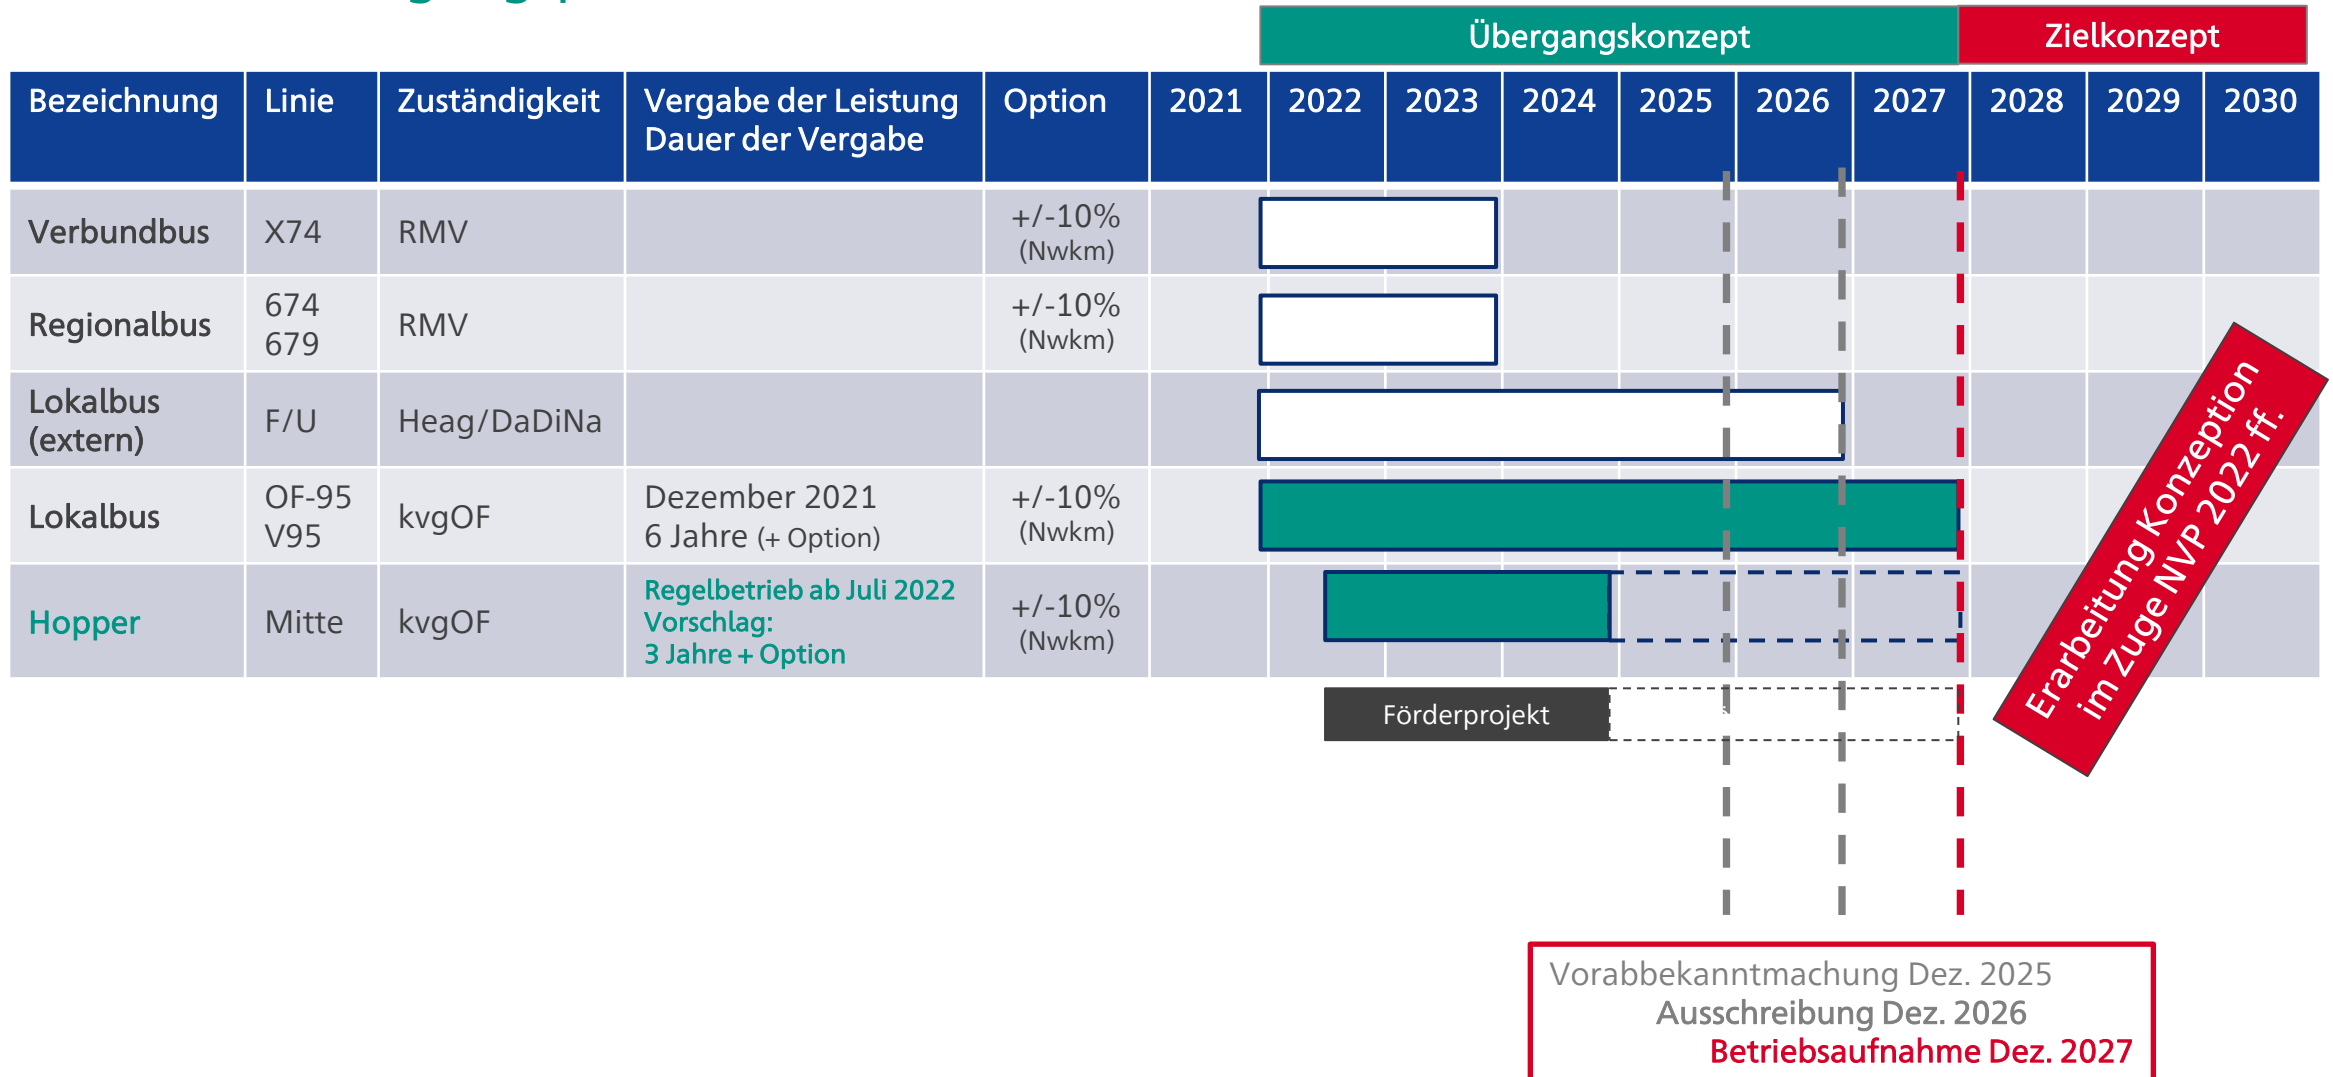 Übergangskonzept
Zielkonzept
Bezeichnung
Linie
Zuständigkeit
Vergabe der Leistung
Dauer der Vergabe
Option
2021
2022
2023
2024
2025
2026
2027
2028
2029
2030
Verbundbus
X74
RMV
+/-10%
(Nwkm)
Regionalbus
674
679
RMV
+/-10%
(Nwkm)
Lokalbus
(extern)
F/U
Heag/DaDiNa
Lokalbus
OF-95
V95
kvgOF
Dezember 2021
6 Jahre (+ Option)
+/-10%
(Nwkm)
Hopper
Mitte
kvgOF
Regelbetrieb ab Juli 2022
Vorschlag:
3 Jahre + Option
+/-10%
(Nwkm)
Förderprojekt
Erarbeitung Konzeption
im Zuge NVP 2022 ff.
Vorabbekanntmachung Dez. 2025
Ausschreibung Dez. 2026
Betriebsaufnahme Dez. 2027